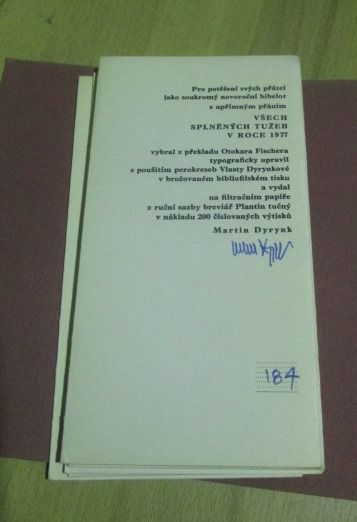 Pro potěšení svých přátel
jako soukromý novoroční bibelot
s upřímným přáním
VŠECH
SPLNĚNÝCH TUŽEB
V ROCE 1977
vybral z překladu Otokara Fischera
typograficky upravil
s použitím perokreseb Vlasty Dyrynkové
v brožovaném bibliofilském tisku
a vydal
na filtračním papíře
z ruční sazby breviář Plantin tučný
v nákladu 200 číslovaných výtisků
Martin Dyrynk
184